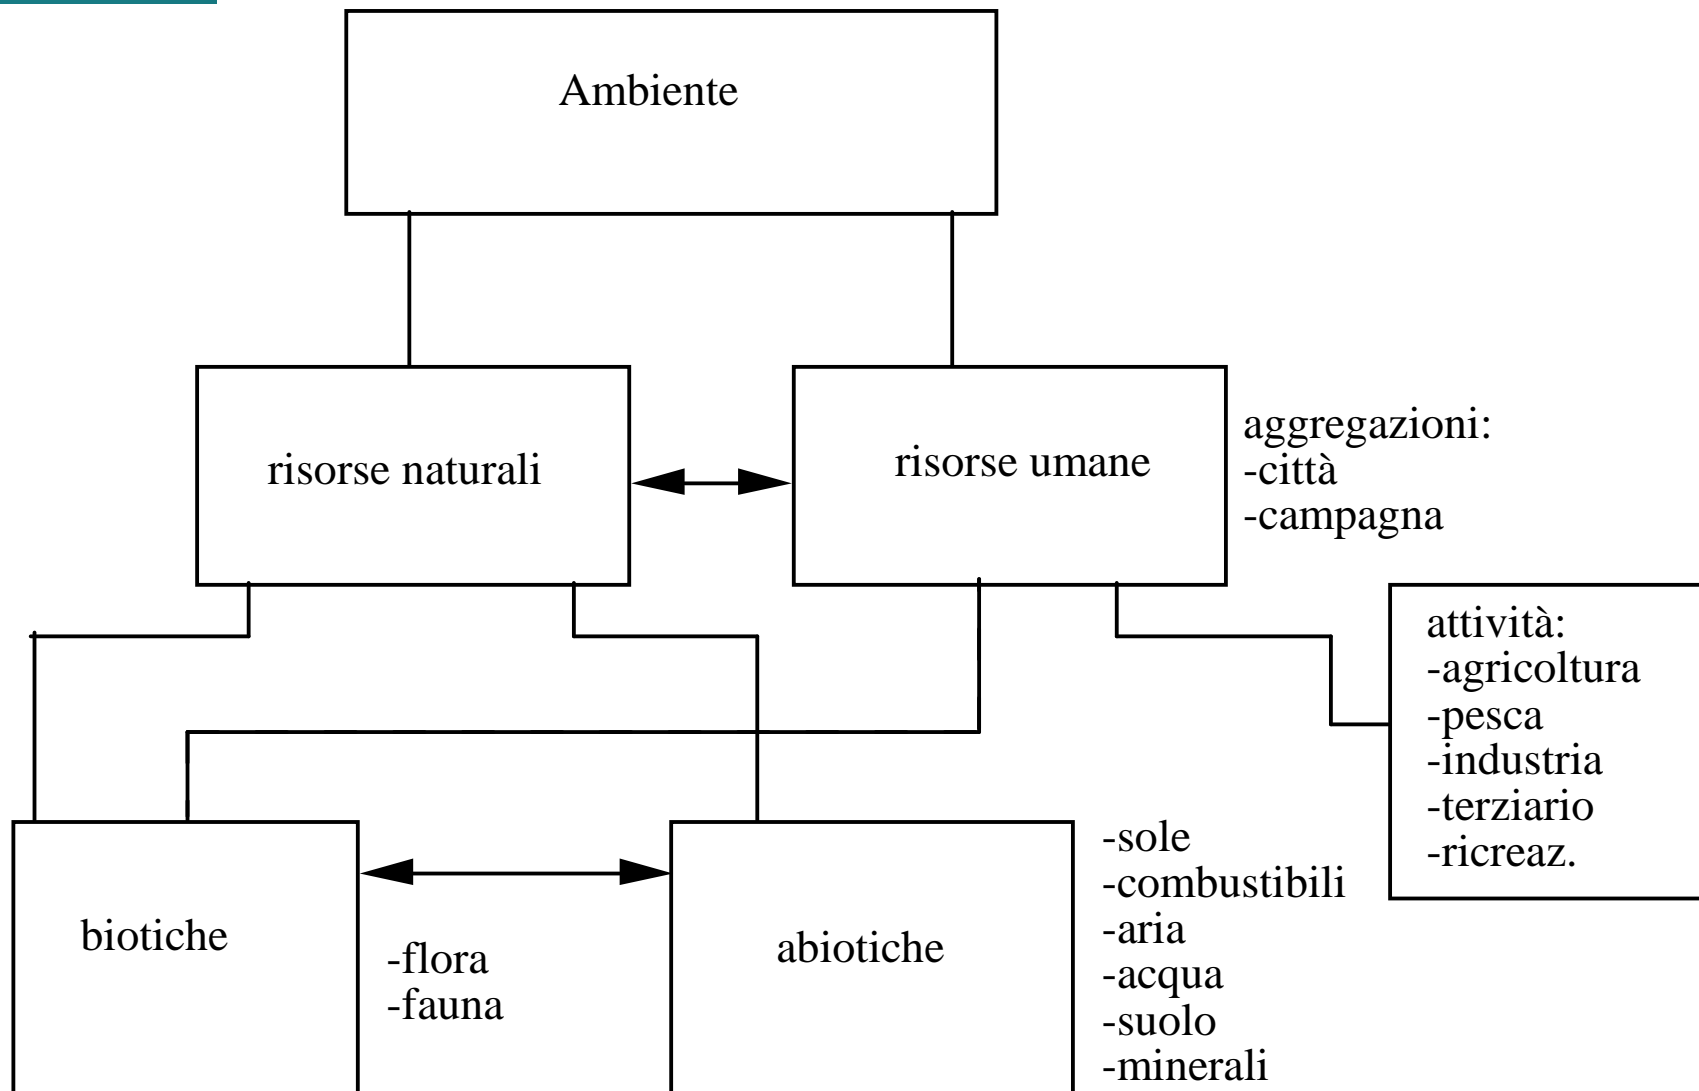 Ambiente
risorse naturali
risorse umane
aggregazioni:
-città
-campagna
attività:
-agricoltura
-pesca
-industria
-terziario
-ricreaz.
biotiche
-flora
-fauna
abiotiche
-sole
-combustibili
-aria
-acqua
-suolo
-minerali